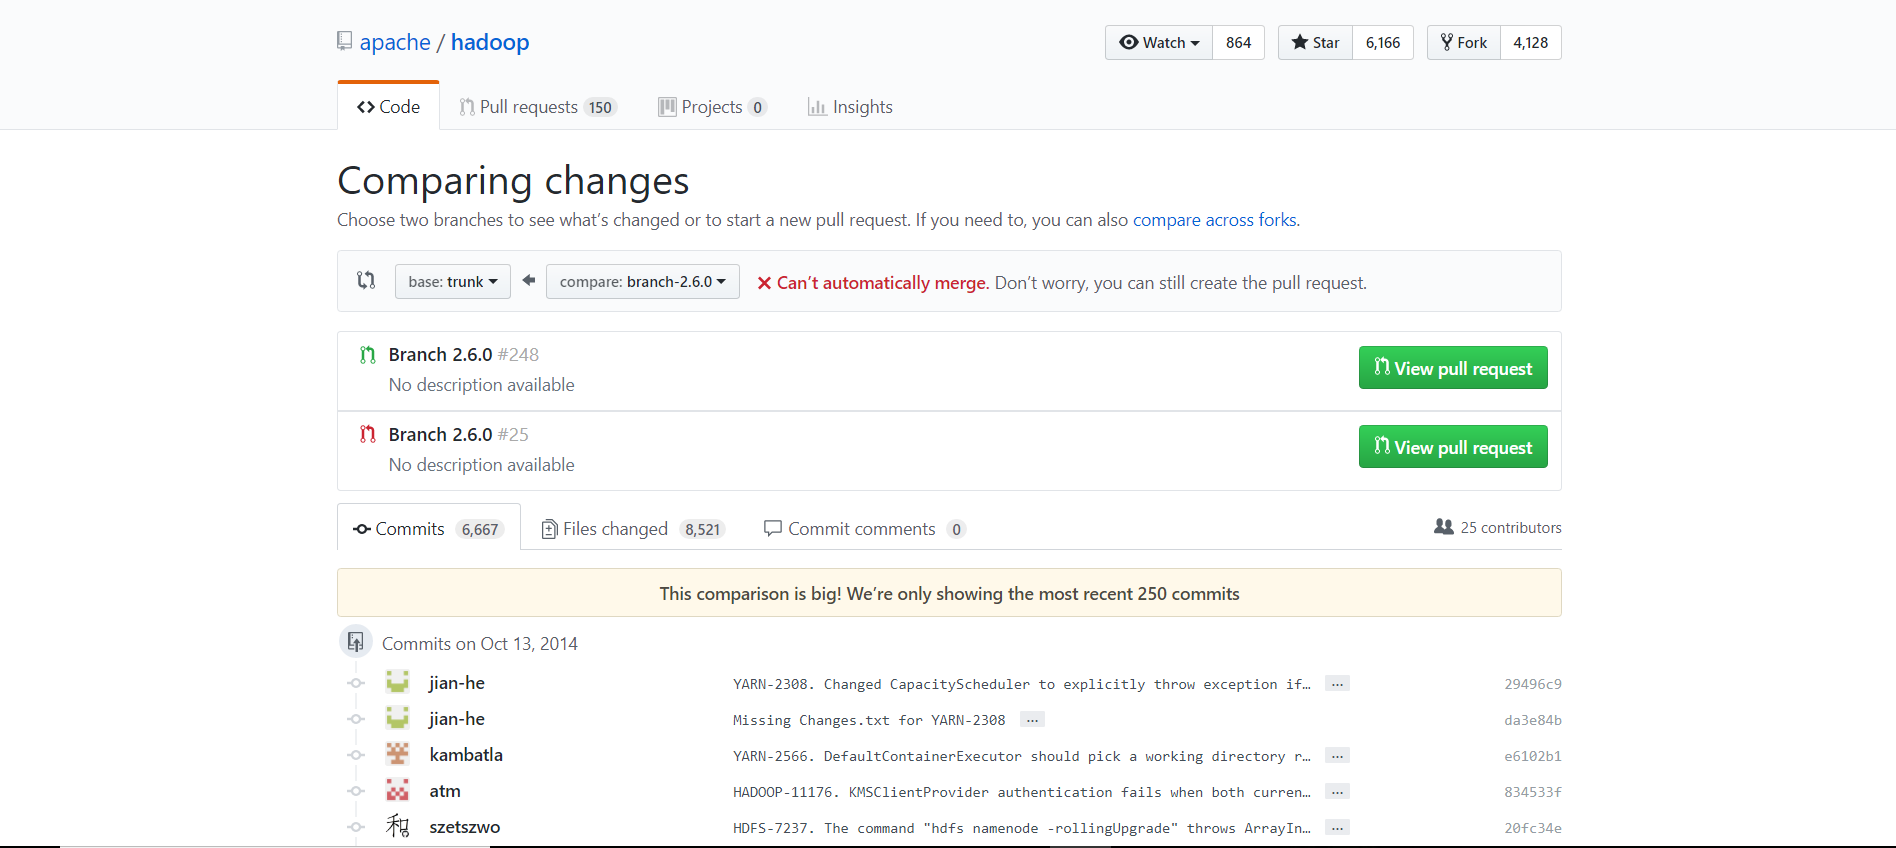 apache / hadoop
Watch 864 Star 6,166 Fork 4,128
Code Pull requests 150 Projects 0 Insights
Comparing changes
Choose two branches to see what’s changed or to start a new pull request. If you need to, you can also compare across forks.
base: trunk compare: branch-2.6.0 Can’t automatically merge. Don’t worry, you can still create the pull request.
Branch 2.6.0 #248
No description available
View pull request
Branch 2.6.0 #25
No description available
View pull request
Commits 6,667 Files changed 8,521 Commit comments 0 25 contributors
This comparison is big! We’re only showing the most recent 250 commits
Commits on Oct 13, 2014
jian-he YARN-2308. Changed CapacityScheduler to explicitly throw exception if… … 29496c9
jian-he Missing Changes.txt for YARN-2308 … da3e84b
kambatla YARN-2566. DefaultContainerExecutor should pick a working directory r… … e6102b1
atm HADOOP-11176. KMSClientProvider authentication fails when both curren… … 834533f
和 szetszwo HDFS-7237. The command "hdfs namenode -rollingUpgrade" throws ArrayIn… … 20fc34e